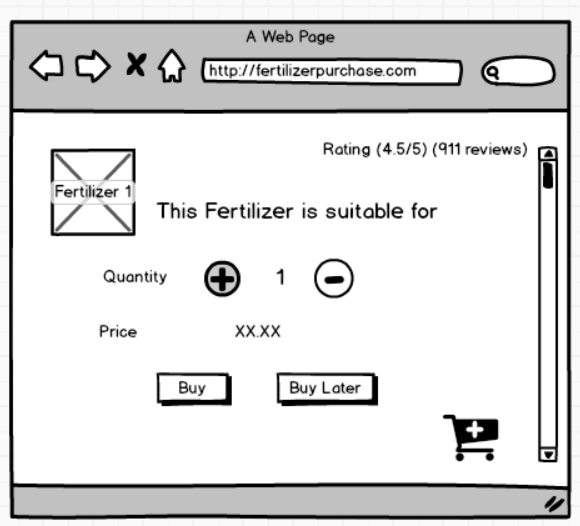 A Web Page
http://fertilizerpurchase.com
Rating (4.5/5) (911 reviews)
Fertilizer 1
This Fertilizer is suitable for
Quantity 1
Price XX.XX
Buy Buy Later